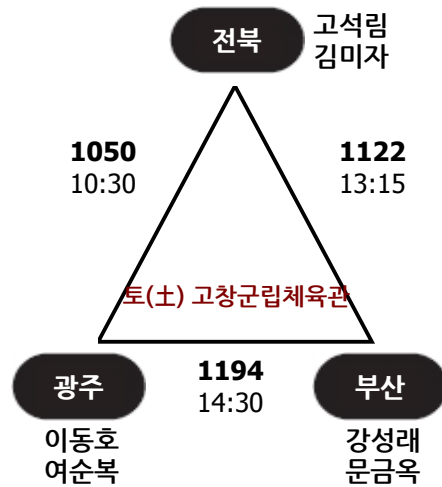 전북
고석림
김미자
1050
10:30
1122
13:15
토(土) 고창군립체육관
광주
1194
14:30
부산
이동호
여순복
강성래
문금옥